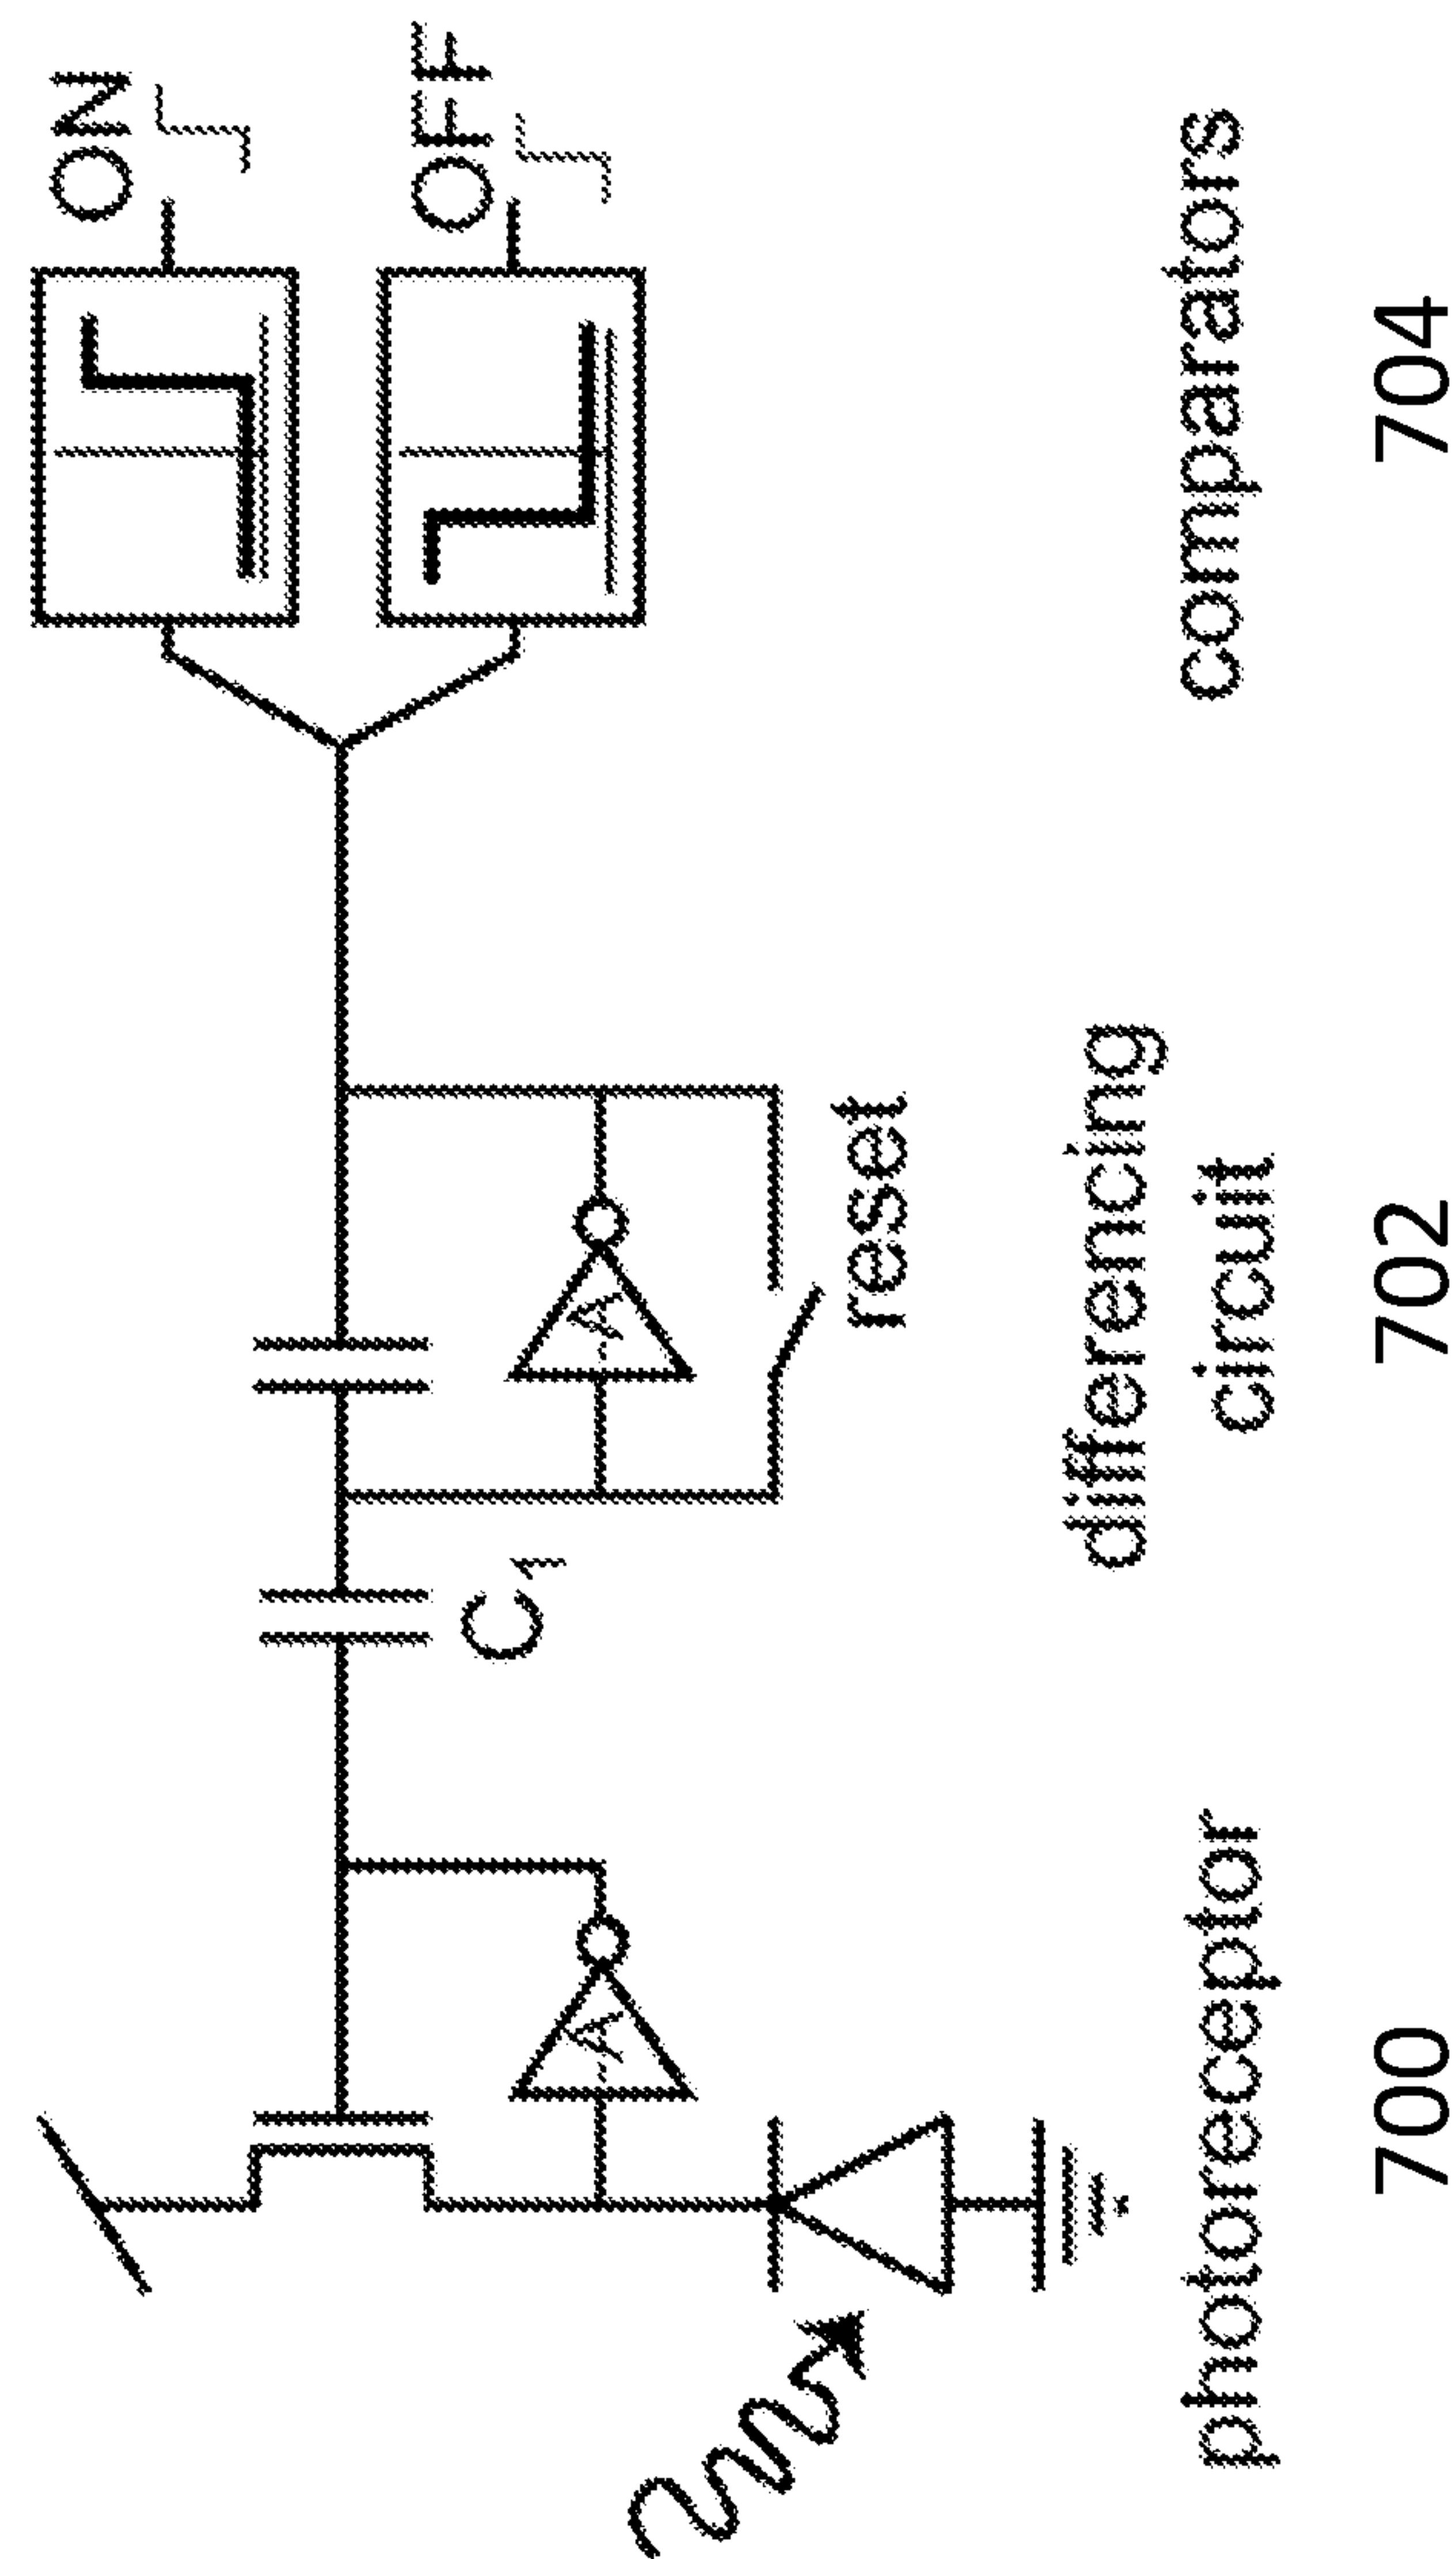 ON
OFF
A
A
C1
reset
photoreceptor
differencing
circuit
comparators
700
702
704